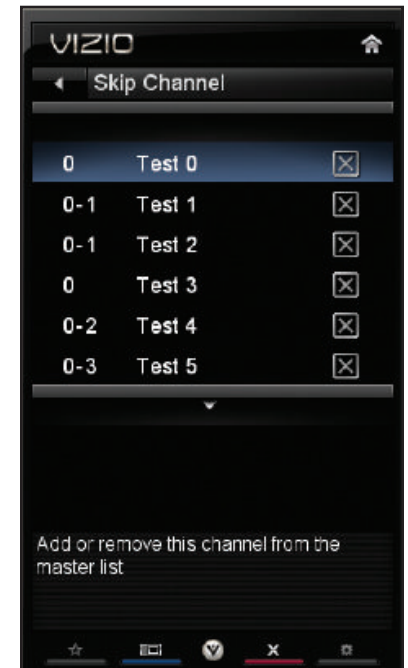 VIZIO
Skip Channel
0 Test 0
0-1 Test 1
0-1 Test 2
0 Test 3
0-2 Test 4
0-3 Test 5
Add or remove this channel from the
master list